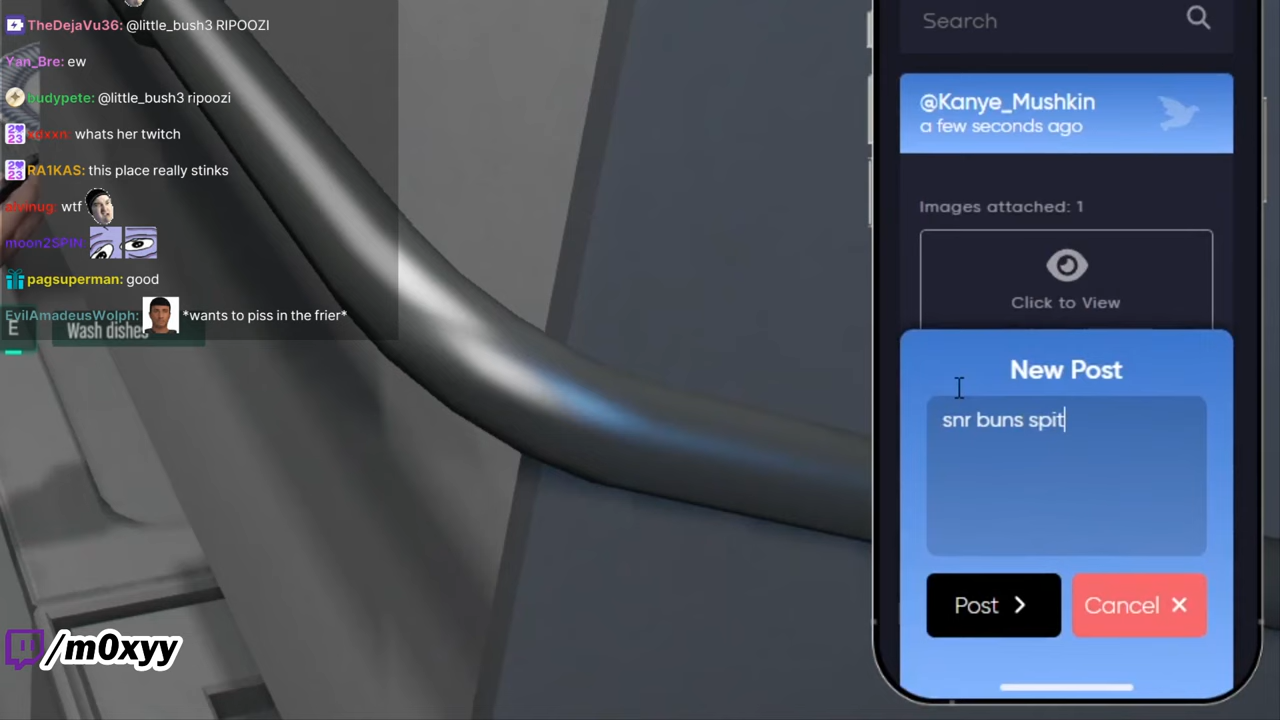 TheDejaVu36: @little_bush3 RIPOOZI
Yan_Bre: ew
budypete: @little_bush3 ripoozi
whats her twitch
RA1KAS: this place really stinks
wtf
moon2SPIN:
pagsuperman: good
EvilAmadeusWolph: *wants to piss in the frier*
E
Wash dishes
/m0xyy
Search
@Kanye_Mushkin
a few seconds ago
Images attached: 1
Click to View
New Post
snr buns spit
Post
Cancel